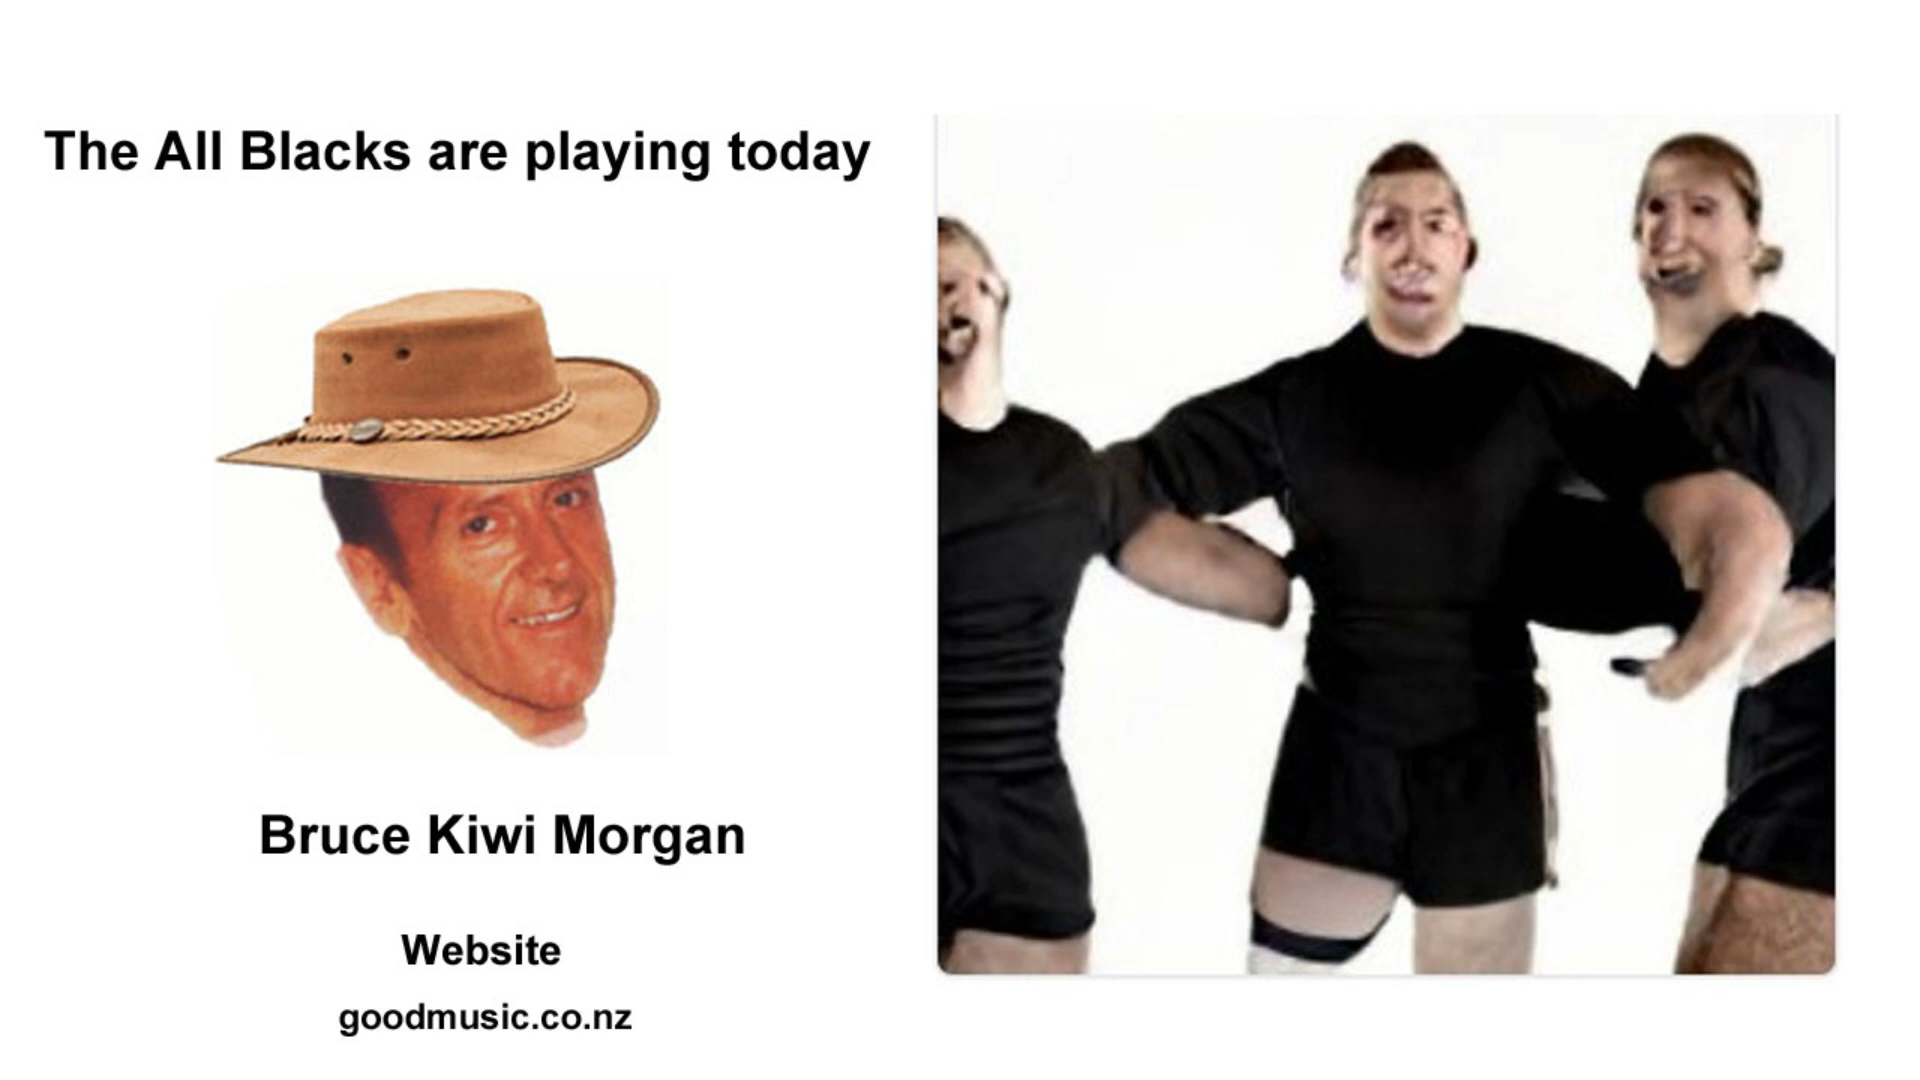 The All Blacks are playing today
Bruce Kiwi Morgan
Website
goodmusic.co.nz